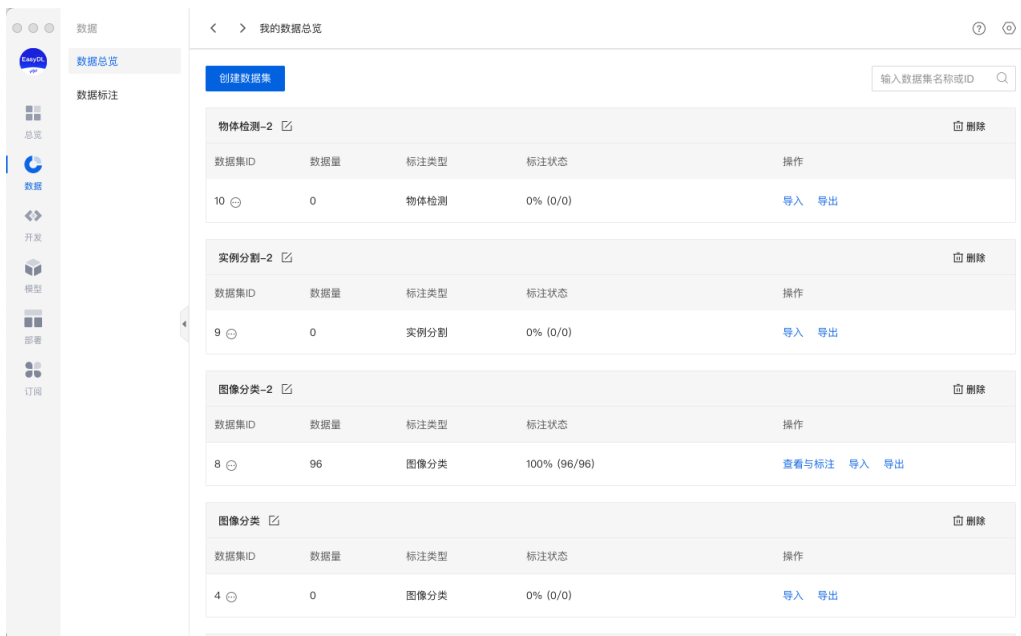 数据
我的数据总览
EasyDL
数据总览
数据标注
总览
数据
开发
模型
部署
订阅
创建数据集
输入数据集名称或ID
物体检测-2 删除
数据集ID 数据量 标注类型 标注状态 操作
10 0 物体检测 0% (0/0) 导入 导出
实例分割-2 删除
数据集ID 数据量 标注类型 标注状态 操作
9 0 实例分割 0% (0/0) 导入 导出
图像分类-2 删除
数据集ID 数据量 标注类型 标注状态 操作
8 96 图像分类 100% (96/96) 查看与标注 导入 导出
图像分类 删除
数据集ID 数据量 标注类型 标注状态 操作
4 0 图像分类 0% (0/0) 导入 导出